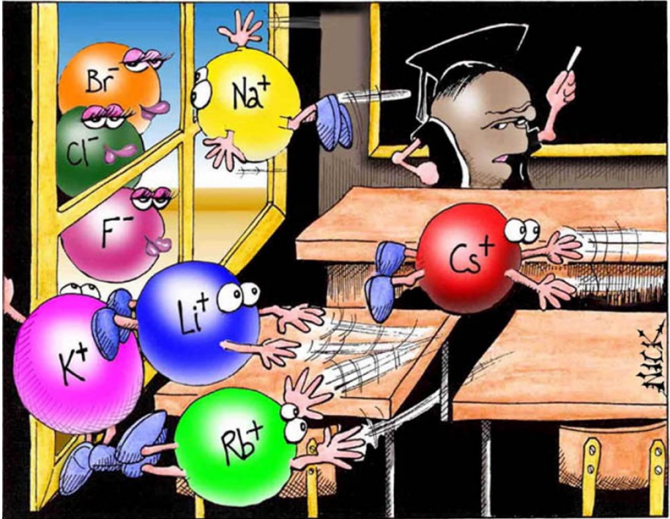 Br⁻
Na⁺
Cl⁻
F⁻
Cs⁺
Li⁺
K⁺
Rb⁺
NICK